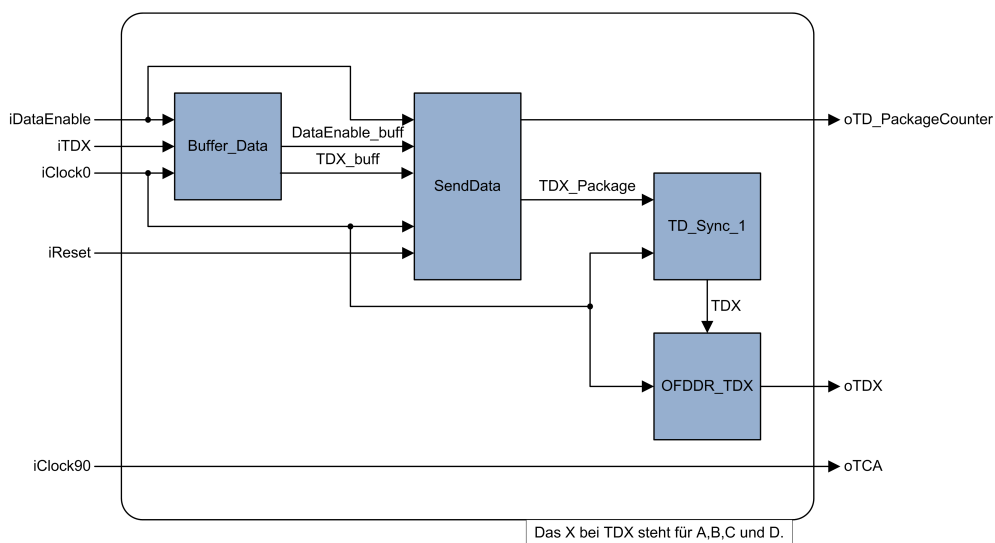 iDataEnable
iTDX
iClock0
iReset
iClock90
Buffer_Data
DataEnable_buff
TDX_buff
SendData
TDX_Package
TD_Sync_1
TDX
OFDDR_TDX
oTD_PackageCounter
oTDX
oTCA
Das X bei TDX steht für A,B,C und D.